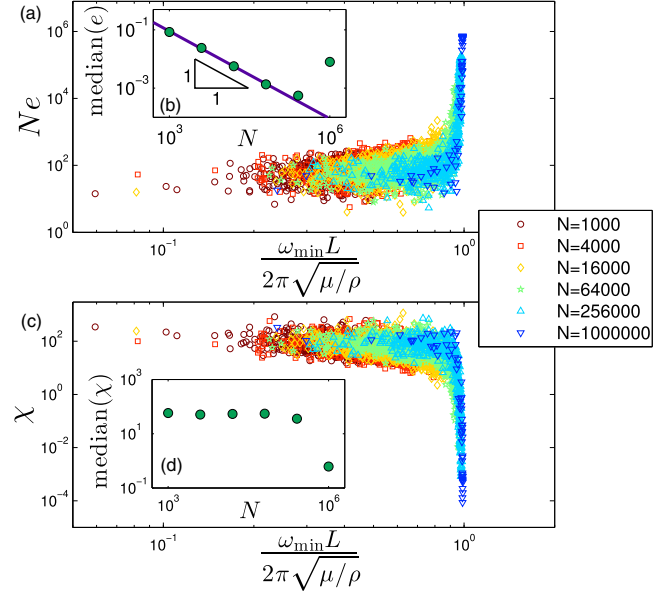 (a)
10^6
10^4
10^2
10^0
Ne
median(e)
10^{-1}
10^{-3}
(b)
1
1
10^3
N
10^6
10^{-1}
10^0
ω_min L
2π√μ/ρ
N=1000
N=4000
N=16000
N=64000
N=256000
N=1000000
(c)
10^2
10^0
10^{-2}
10^{-4}
χ
median(χ)
10^3
10^1
10^{-1}
(d)
10^3
N
10^6
10^{-1}
10^0
ω_min L
2π√μ/ρ